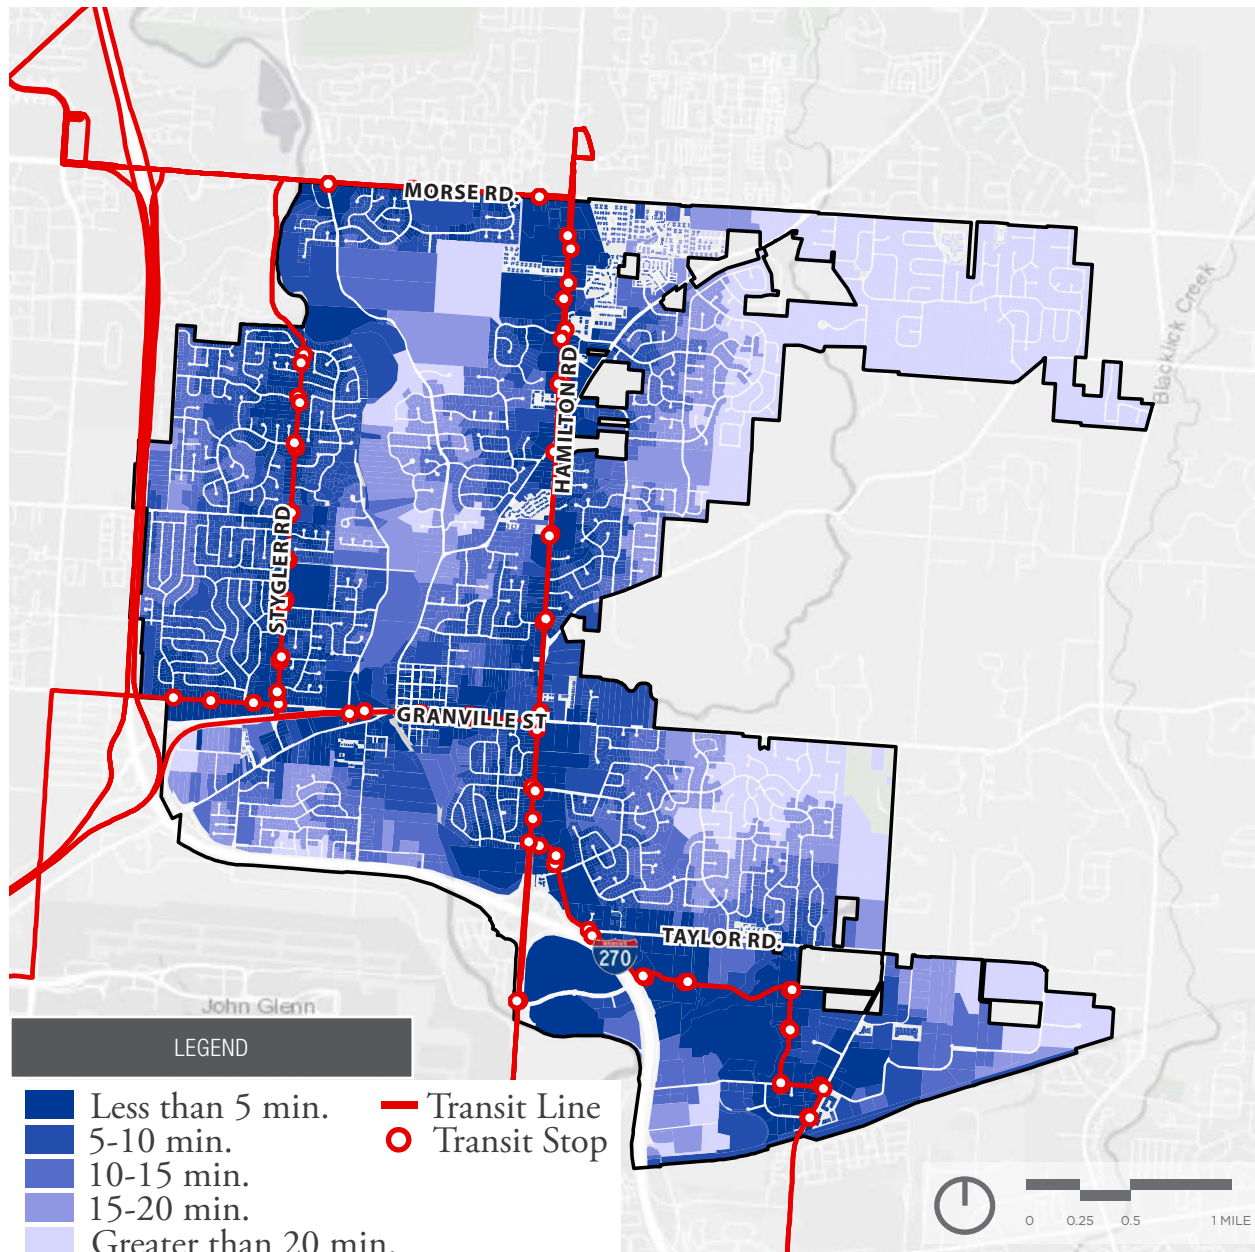 MORSE RD.
HAMILTON RD
Blacklick Creek
STYGLER RD
GRANVILLE ST
TAYLOR RD.
270
John Glenn
LEGEND
Less than 5 min.
Transit Line
5-10 min.
Transit Stop
10-15 min.
15-20 min.
Greater than 20 min.
0 0.25 0.5 1 MILE